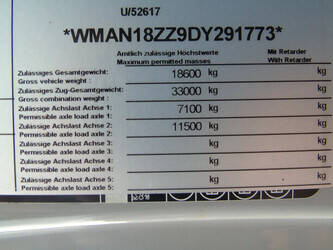 U/52617
*WMAN18ZZ9DY291773*
Amtlich zulässige Höchstwerte Mit Retarder
Maximum permitted masses With Retarder
Zulässiges Gesamtgewicht: 18600 kg kg
Gross vehicle weight:
Zulässiges Zug-Gesamtgewicht: 33000 kg kg
Gross combination weight:
Zulässige Achslast Achse 1: 7100 kg kg
Permissible axle load axle 1:
Zulässige Achslast Achse 2: 11500 kg kg
Permissible axle load axle 2:
Zulässige Achslast Achse 3: kg kg
Permissible axle load axle 3:
Zulässige Achslast Achse 4: kg kg
Permissible axle load axle 4:
Zulässige Achslast Achse 5: kg kg
Permissible axle load axle 5: